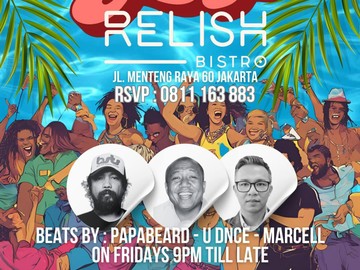 RELISH
BISTRO
JL. MENTENG RAYA 60 JAKARTA
RSVP : 0811 163 883
BEATS BY : PAPABEARD - U DNCE - MARCELL
ON FRIDAYS 9PM TILL LATE